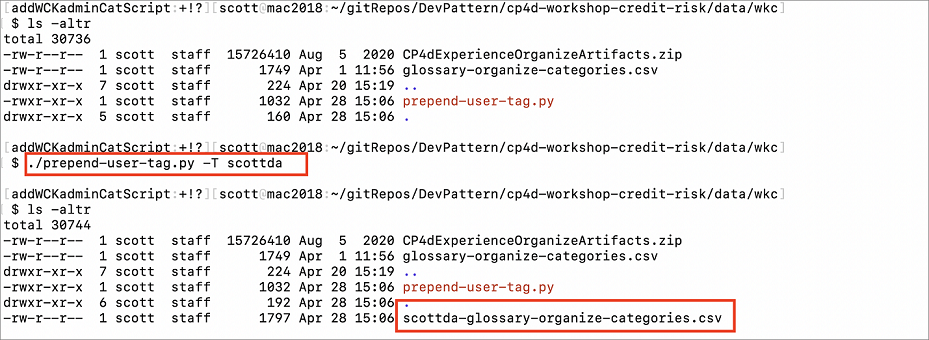 [addWCKadminCatScript:+!?][scott@mac2018:~/gitRepos/DevPattern/cp4d-workshop-credit-risk/data/wkc]
$ ls -altr
total 30736
-rw-r--r--  1 scott  staff  15726410 Aug  5  2020 CP4dExperienceOrganizeArtifacts.zip
-rw-r--r--  1 scott  staff      1749 Apr  1 11:56 glossary-organize-categories.csv
drwxr-xr-x  7 scott  staff       224 Apr 20 15:19 ..
-rwxr-xr-x  1 scott  staff      1032 Apr 28 15:06 prepend-user-tag.py
drwxr-xr-x  5 scott  staff       160 Apr 28 15:06 .
[addWCKadminCatScript:+!?][scott@mac2018:~/gitRepos/DevPattern/cp4d-workshop-credit-risk/data/wkc]
$ ./prepend-user-tag.py -T scottda
[addWCKadminCatScript:+!?][scott@mac2018:~/gitRepos/DevPattern/cp4d-workshop-credit-risk/data/wkc]
$ ls -altr
total 30744
-rw-r--r--  1 scott  staff  15726410 Aug  5  2020 CP4dExperienceOrganizeArtifacts.zip
-rw-r--r--  1 scott  staff      1749 Apr  1 11:56 glossary-organize-categories.csv
drwxr-xr-x  7 scott  staff       224 Apr 20 15:19 ..
-rwxr-xr-x  1 scott  staff      1032 Apr 28 15:06 prepend-user-tag.py
drwxr-xr-x  6 scott  staff       192 Apr 28 15:06 .
-rw-r--r--  1 scott  staff      1797 Apr 28 15:06 scottda-glossary-organize-categories.csv